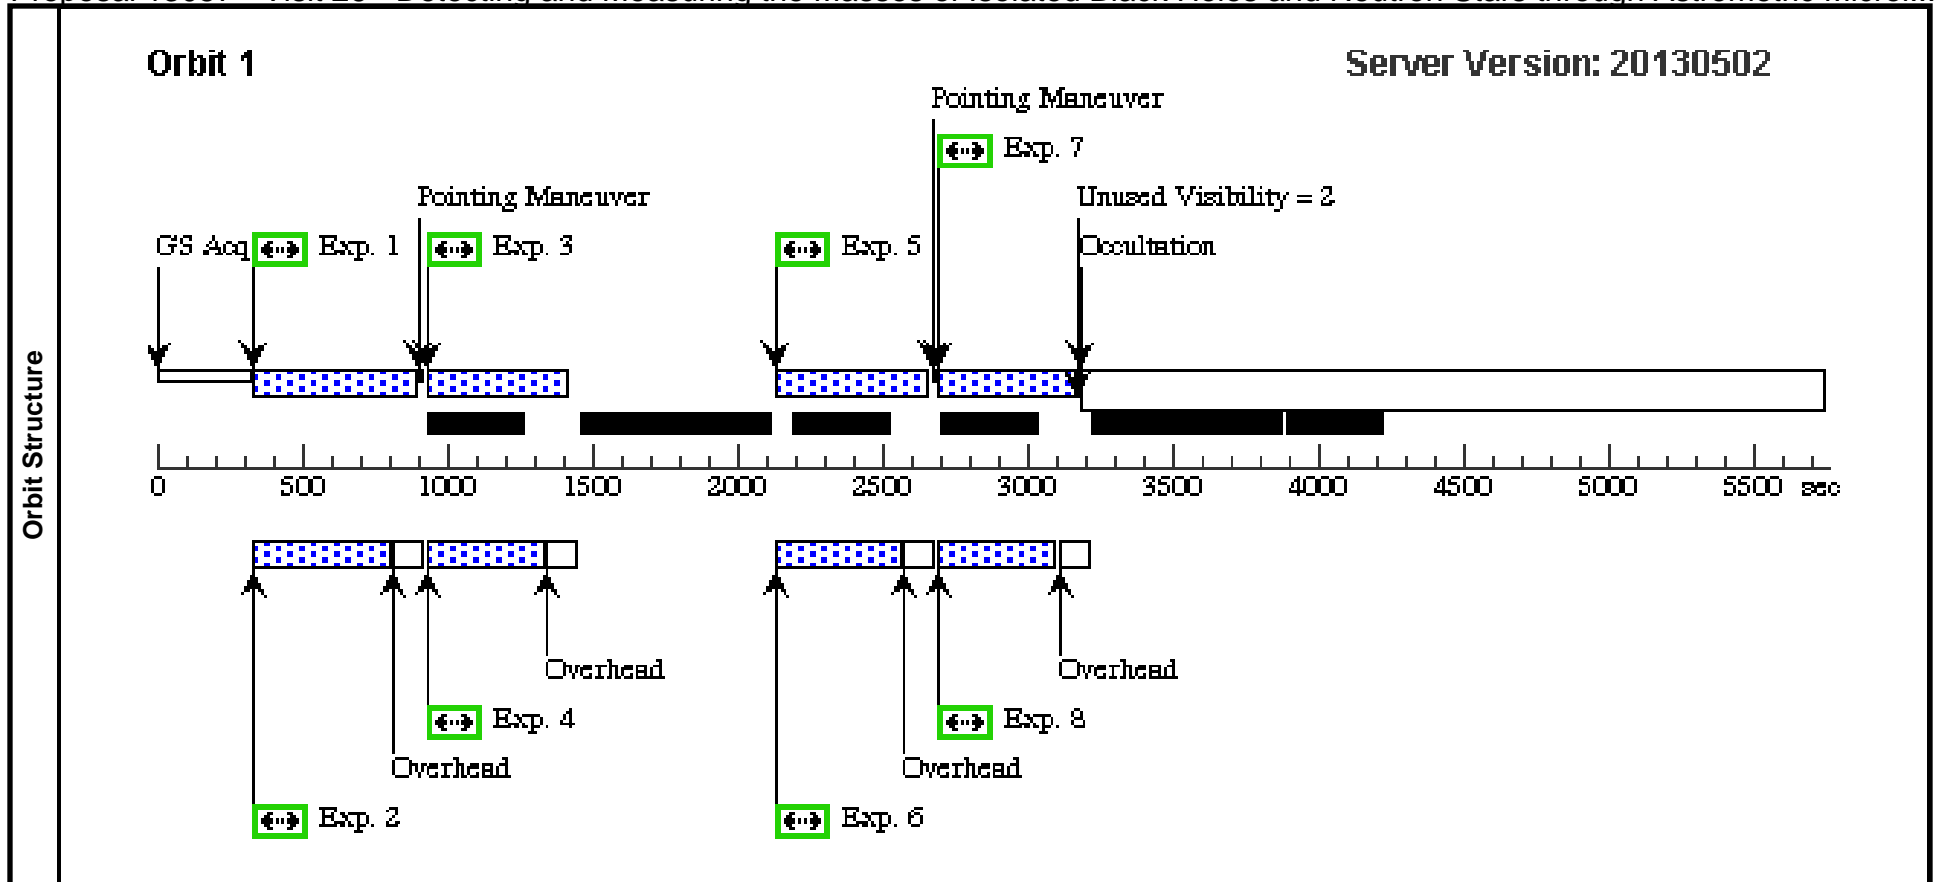 Orbit 1
Server Version: 20130502
Pointing Maneuver
Exp. 7
Pointing Maneuver
Unused Visibility = 2
GS Acq
Exp. 1
Exp. 3
Exp. 5
Occultation
Orbit Structure
0 500 1000 1500 2000 2500 3000 3500 4000 4500 5000 5500 sec
Overhead
Overhead
Exp. 4
Exp. 8
Overhead
Overhead
Exp. 2
Exp. 6